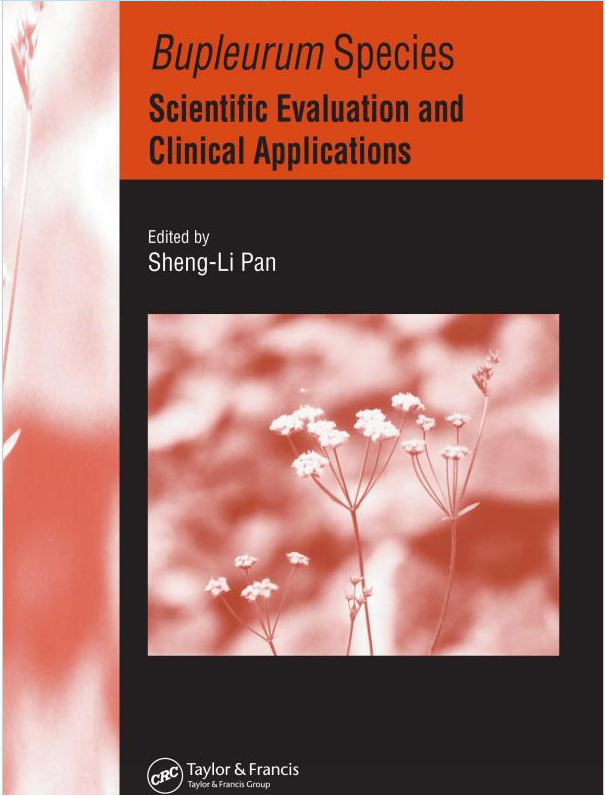 Bupleurum Species
Scientific Evaluation and
Clinical Applications
Edited by
Sheng-Li Pan
CRC
Taylor & Francis
Taylor & Francis Group